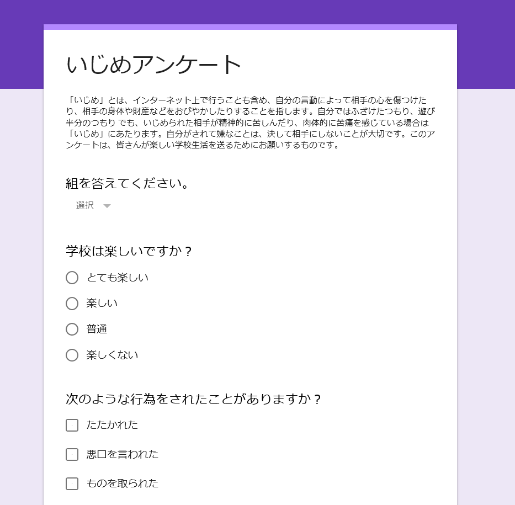 いじめアンケート
「いじめ」とは、インターネット上で行うことも含め、自分の言動によって相手の心を傷つけた
り、相手の身体や財産などをおびやかしたりすることを指します。自分ではふざけたつもり、遊び
半分のつもり でも、いじめられた相手が精神的に苦しんだり、肉体的に苦痛を感じている場合は
「いじめ」にあたります。自分がされて嫌なことは、決して相手にしないことが大切です。このア
ンケートは、皆さんが楽しい学校生活を送るためにお願いするものです。
組を答えてください。
選択
学校は楽しいですか？
とても楽しい
楽しい
普通
楽しくない
次のような行為をされたことがありますか？
たたかれた
悪口を言われた
ものを取られた